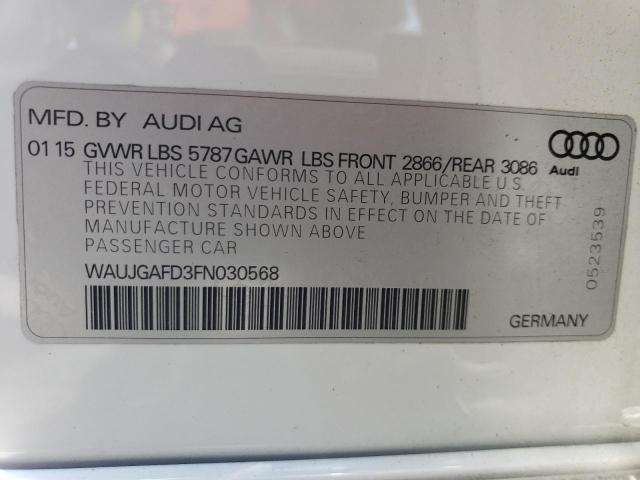 MFD. BY AUDI AG
01 15 GVWR LBS 5787 GAWR LBS FRONT 2866/REAR 3086
THIS VEHICLE CONFORMS TO ALL APPLICABLE U S
FEDERAL MOTOR VEHICLE SAFETY, BUMPER AND THEFT
PREVENTION STANDARDS IN EFFECT ON THE DATE OF
MANUFACTURE SHOWN ABOVE
PASSENGER CAR
WAUJGAFD3FN030568
Audi
0523539
GERMANY